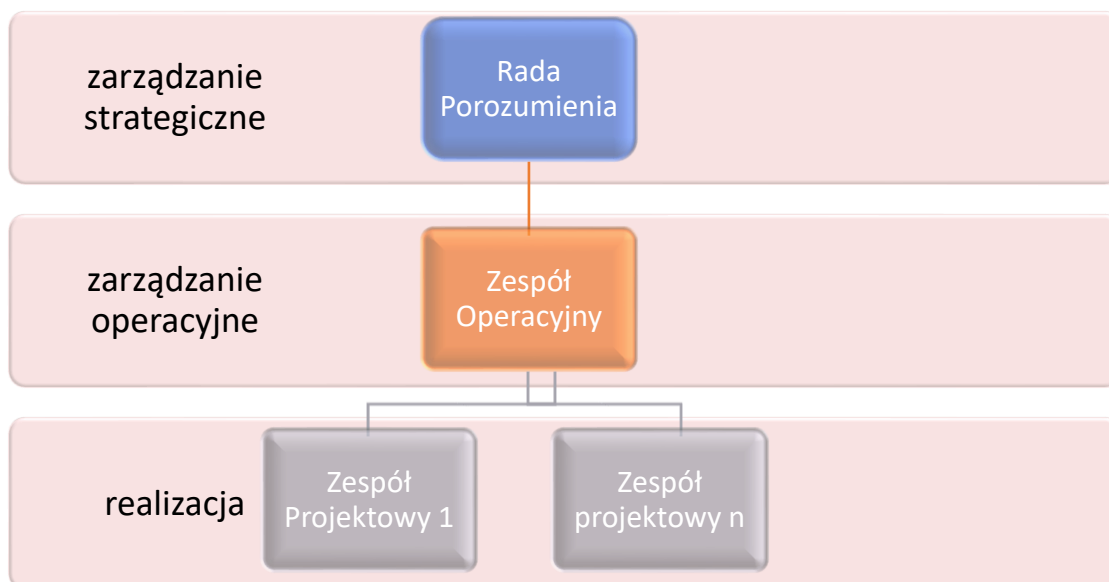 zarządzanie
strategiczne
Rada
Porozumienia
zarządzanie
operacyjne
Zespół
Operacyjny
realizacja
Zespół
Projektowy 1
Zespół
projektowy n